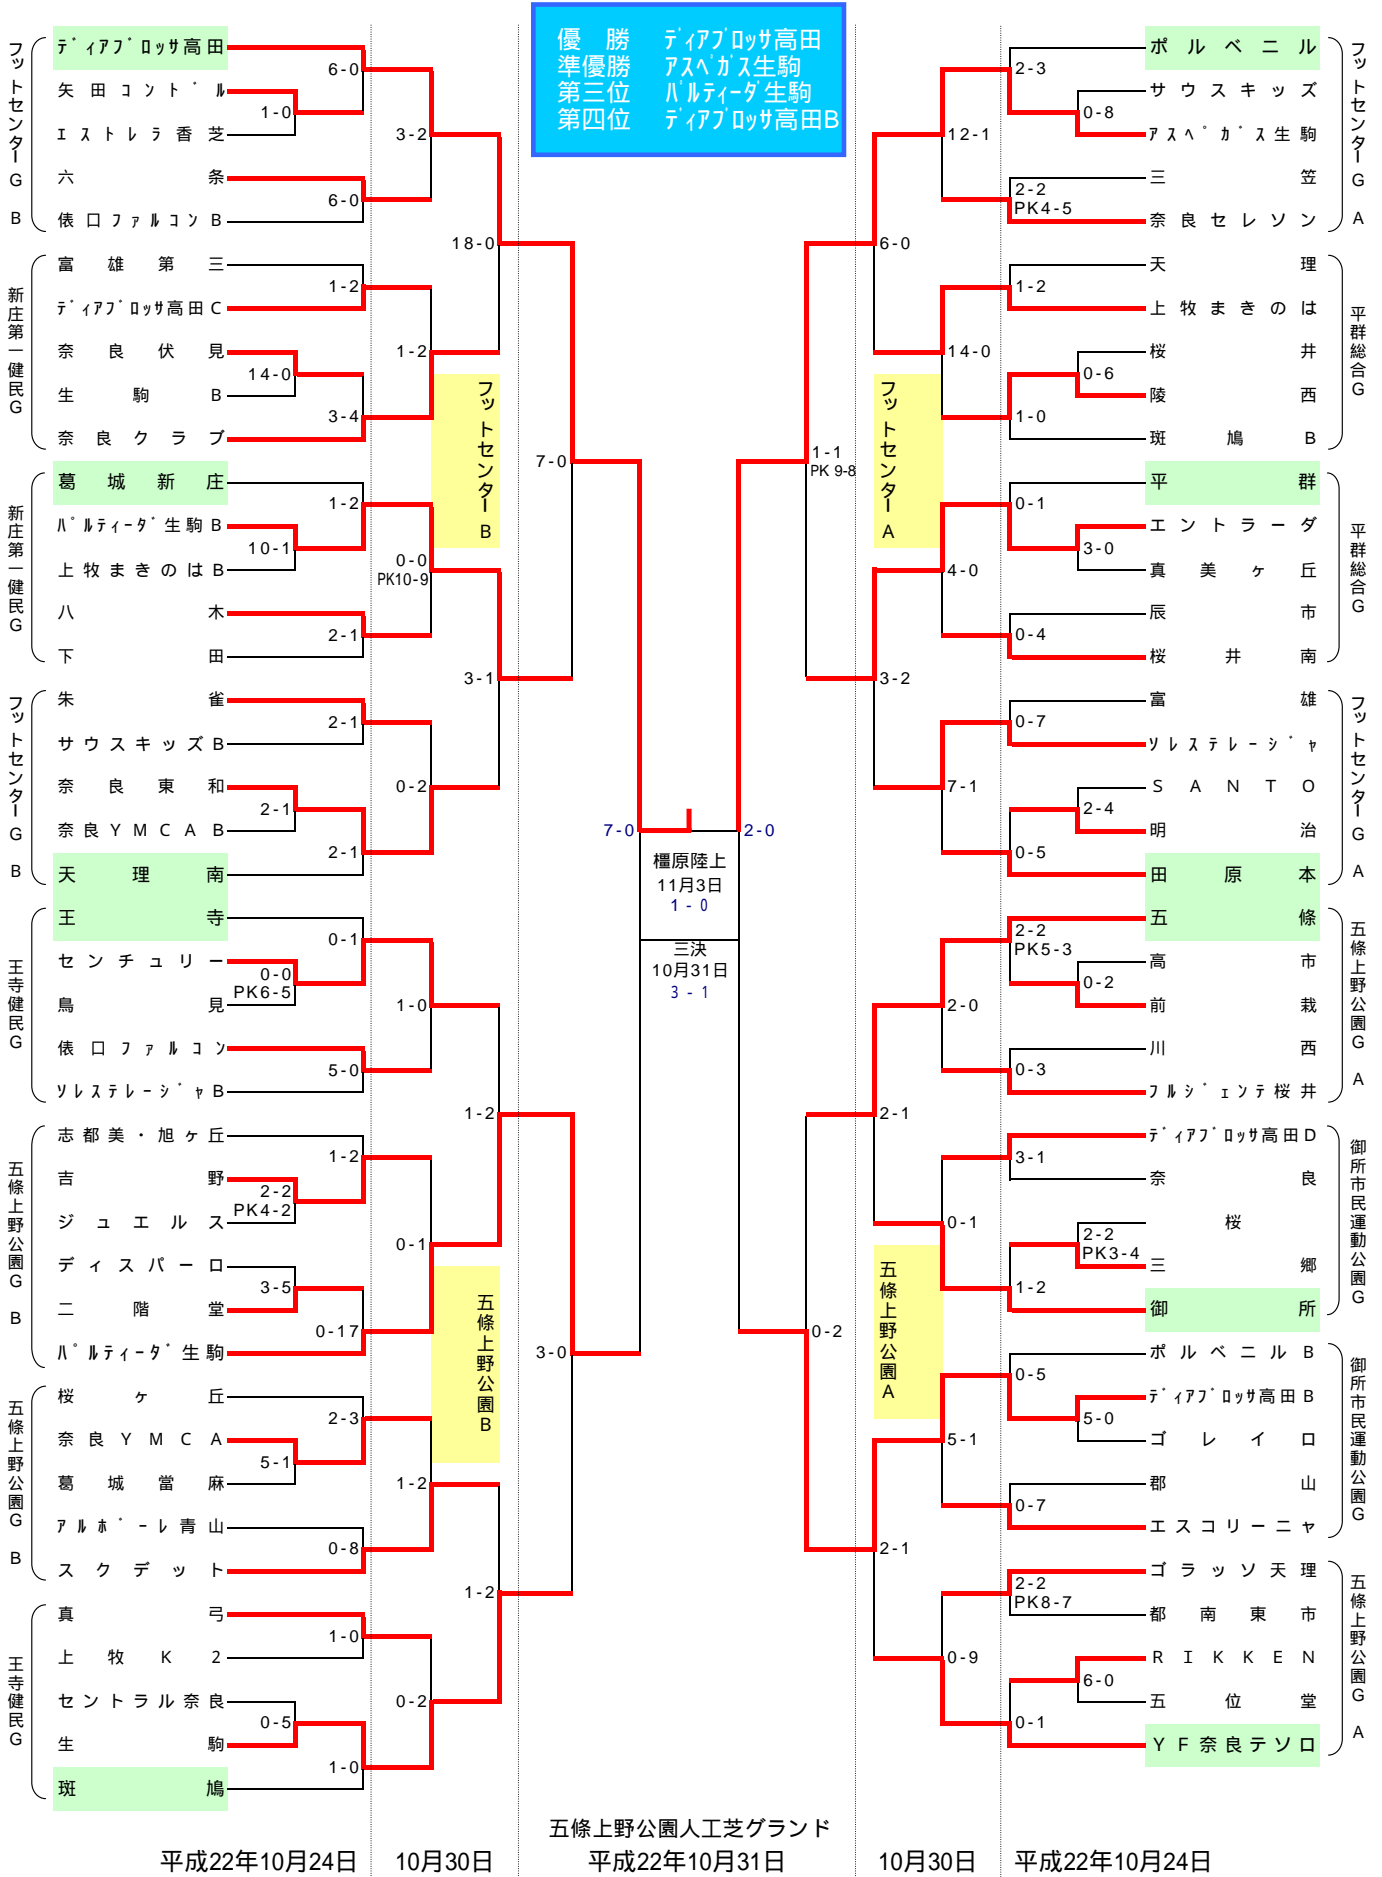 優　勝　ﾃﾞｨｱﾌﾞﾛｯｻ高田
準優勝　ｱｽﾍﾟｶﾞｽ生駒
第三位　ﾊﾟﾙﾃｨｰﾀﾞ生駒
第四位　ﾃﾞｨｱﾌﾞﾛｯｻ高田B
フットセンターG B
ﾃﾞｨｱﾌﾞﾛｯｻ高田
矢田コントﾞル
エストレラ香芝
六条
俵口ファルコンB
6-0
1-0
6-0
3-2
新庄第一健民G
富雄第三
ﾃﾞｨｱﾌﾞﾛｯｻ高田C
奈良伏見
生駒B
奈良クラブ
1-2
14-0
3-4
1-2
18-0
フットセンターB
新庄第一健民G
葛城新庄
ﾊﾟﾙﾃｨｰﾀﾞ生駒B
上牧まきのはB
八木
下田
1-2
10-1
2-1
0-0
PK10-9
フットセンターG B
朱雀
サウスキッズB
奈良東和
奈良YMCAB
天理南
2-1
2-1
2-1
0-2
3-1
7-0
王寺健民G
王寺
センチュリー
鳥見
俵口ファルコン
ｿﾚｽﾃﾚｰｼﾞｬB
0-1
0-0
PK6-5
5-0
1-0
五條上野公園G B
志都美・旭ヶ丘
吉野
ジュエルス
ディスパーロ
二階堂
ﾊﾟﾙﾃｨｰﾀﾞ生駒
1-2
2-2
PK4-2
3-5
0-17
0-1
1-2
五條上野公園B
五條上野公園G B
桜ヶ丘
奈良YMCA
葛城當麻
ｱﾙﾎﾞｰﾚ青山
スクデット
2-3
5-1
0-8
1-2
王寺健民G
真弓
上牧K2
セントラル奈良
生駒
斑鳩
1-0
0-5
1-0
0-2
1-2
3-0
7-0
2-0
橿原陸上
11月3日
1-0
三決
10月31日
3-1
フットセンターG A
ポルベニル
サウスキッズ
ｱｽﾍﾟｶﾞｽ生駒
三笠
奈良セレソン
2-3
0-8
2-2
PK4-5
12-1
平群総合G
天理
上牧まきのは
桜井
陵西
斑鳩B
1-2
0-6
1-0
14-0
6-0
フットセンターA
平群総合G
平群
エントラーダ
真美ヶ丘
辰市
桜井南
0-1
3-0
0-4
4-0
フットセンターG A
富雄
ｿﾚｽﾃﾚｰｼﾞｬ
SANTO
明治
田原本
0-7
2-4
0-5
7-1
3-2
1-1
PK 9-8
五條上野公園G A
五條
高市
前栽
川西
ﾌﾙｼﾞｪﾝﾃ桜井
2-2
PK5-3
0-2
0-3
2-0
御所市民運動公園G
ﾃﾞｨｱﾌﾞﾛｯｻ高田D
奈良
桜
三郷
御所
3-1
2-2
PK3-4
1-2
0-1
2-1
五條上野公園A
御所市民運動公園G
ポルベニルB
ﾃﾞｨｱﾌﾞﾛｯｻ高田B
ゴレイロ
郡山
エスコリーニャ
0-5
5-0
0-7
5-1
五條上野公園G A
ゴラッソ天理
都南東市
RIKKEN
五位堂
YF奈良テソロ
2-2
PK8-7
6-0
0-1
0-9
2-1
0-2
五條上野公園人工芝グランド
平成22年10月24日
10月30日
平成22年10月31日
10月30日
平成22年10月24日